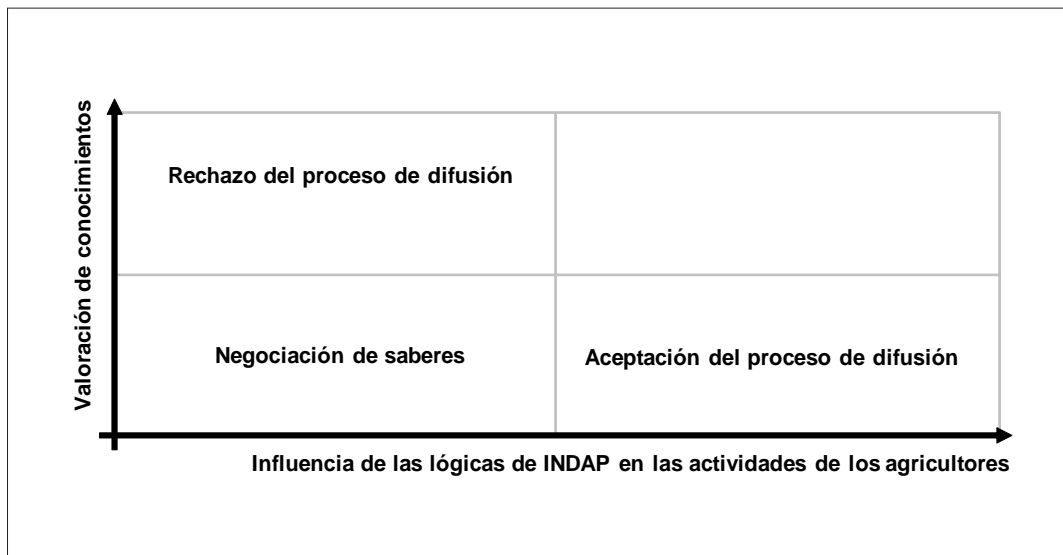 Valoración de conocimientos
Rechazo del proceso de difusión
Negociación de saberes
Aceptación del proceso de difusión
Influencia de las lógicas de INDAP en las actividades de los agricultores